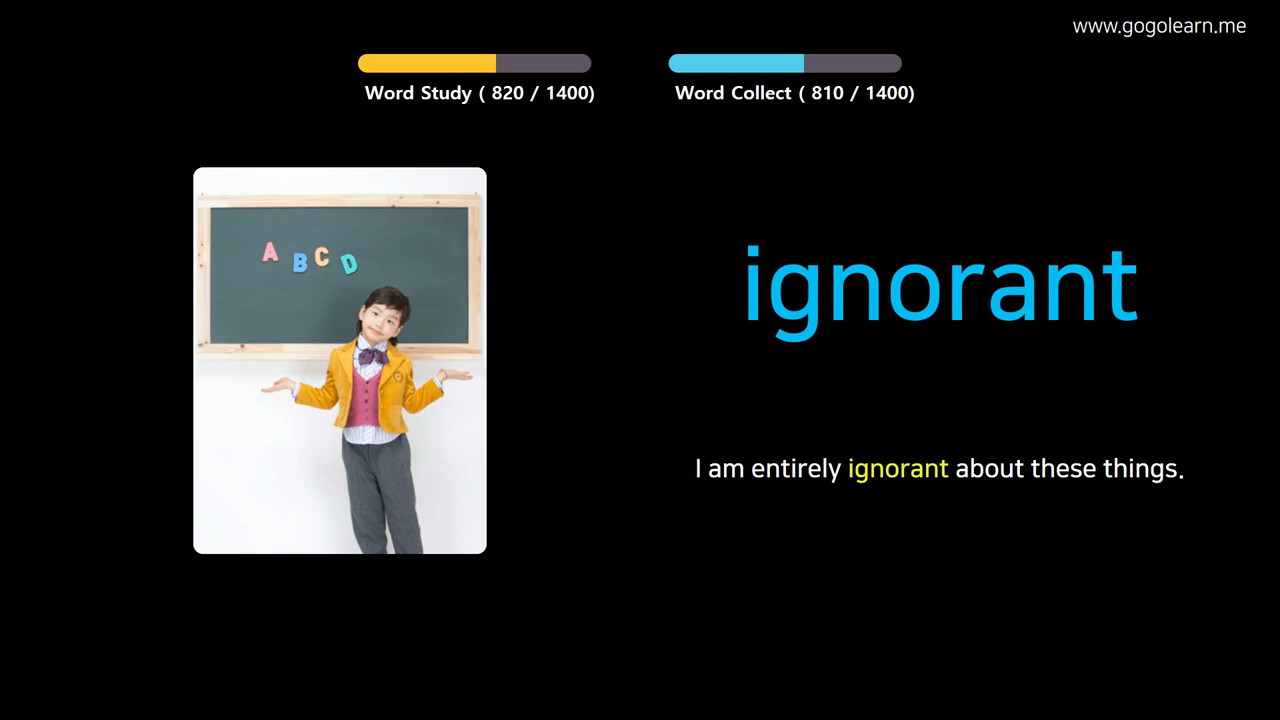 www.gogolearn.me
Word Study ( 820 / 1400)
Word Collect ( 810 / 1400)
A B C D
ignorant
I am entirely ignorant about these things.